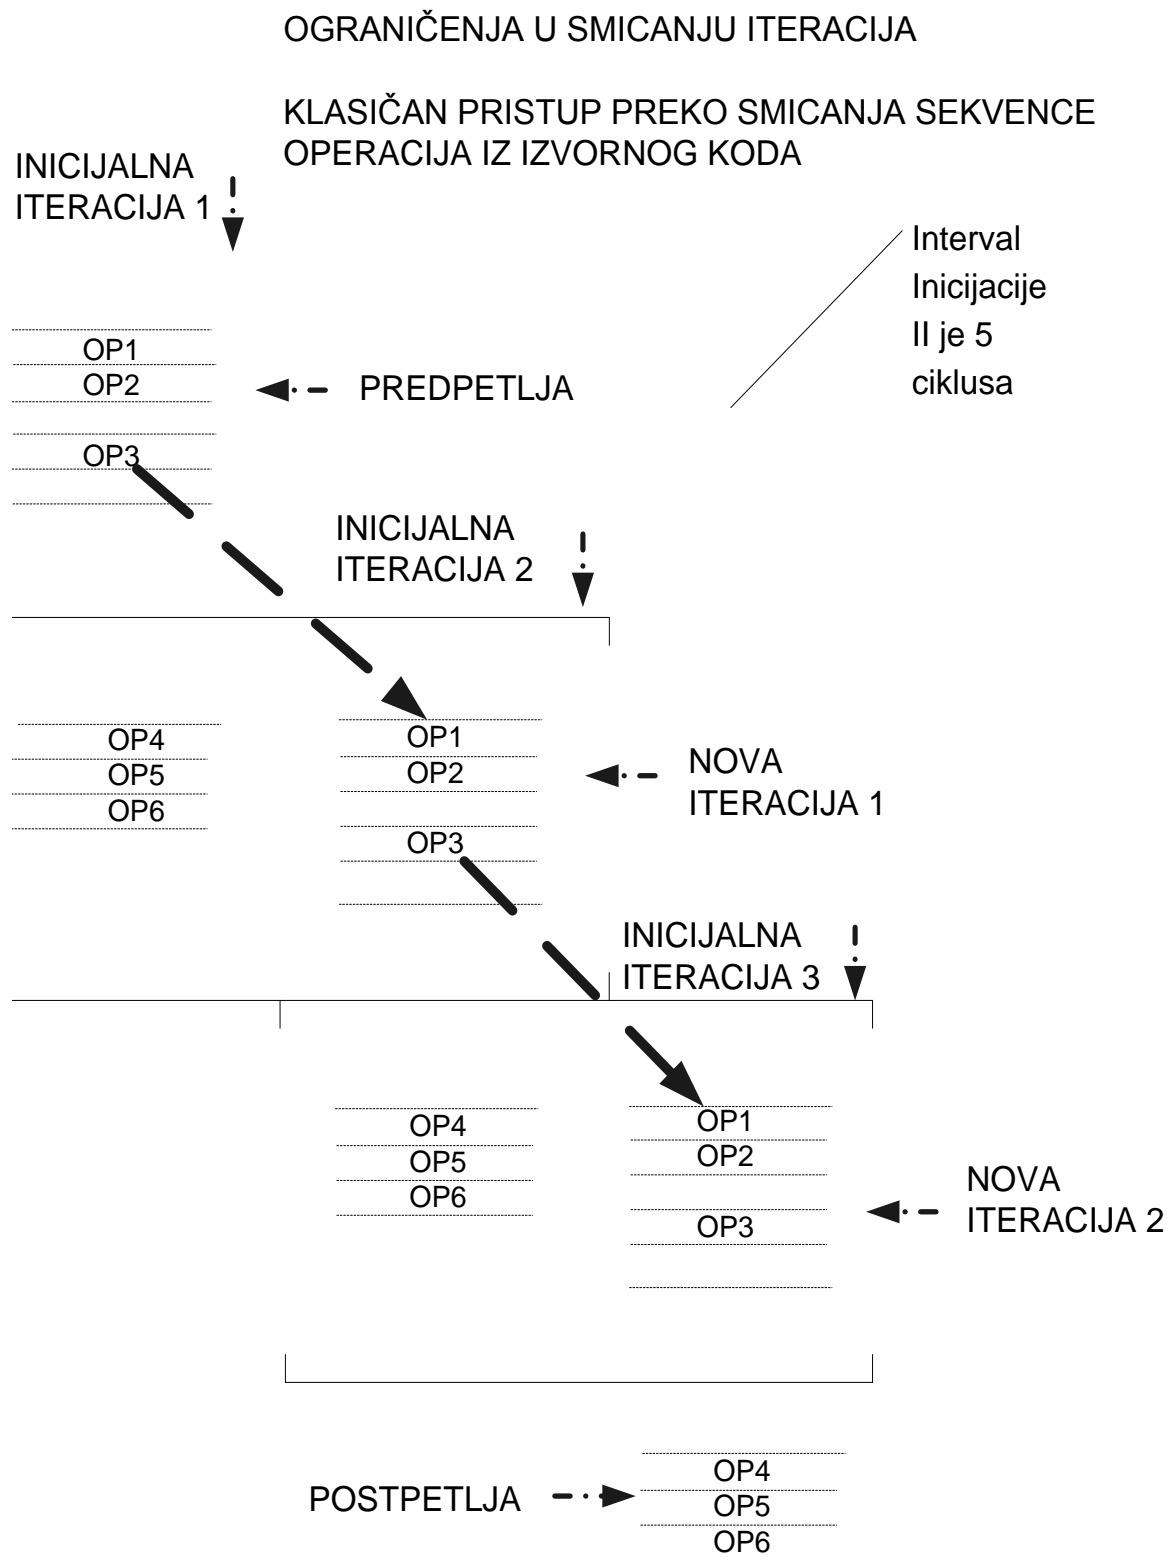 OGRANIČENJA U SMICANJU ITERACIJA
KLASIČAN PRISTUP PREKO SMICANJA SEKVENCE
OPERACIJA IZ IZVORNOG KODA
INICIJALNA
ITERACIJA 1
Interval
Inicijacije
II je 5
ciklusa
OP1
OP2
PREDPETLJA
OP3
INICIJALNA
ITERACIJA 2
OP4
OP5
OP6
OP1
OP2
OP3
NOVA
ITERACIJA 1
INICIJALNA
ITERACIJA 3
OP4
OP5
OP6
OP1
OP2
OP3
NOVA
ITERACIJA 2
POSTPETLJA
OP4
OP5
OP6